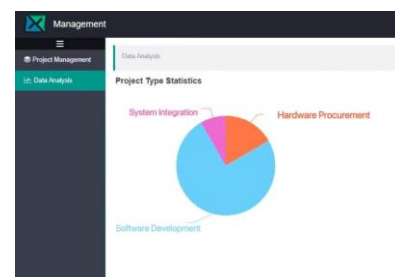 Management
Project Management
Data Analysis
Data Analysis
Project Type Statistics
System Integration
Hardware Procurement
Software Development